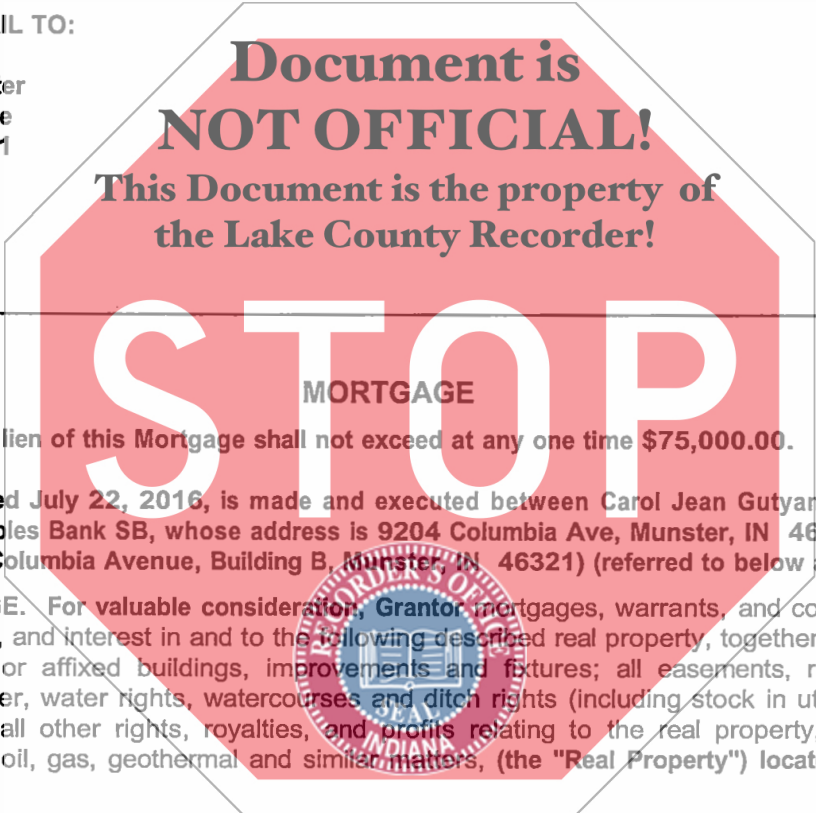 IL TO:
er
e
1
Document is
NOT OFFICIAL!
This Document is the property of
the Lake County Recorder!
STOP
MORTGAGE
lien of this Mortgage shall not exceed at any one time $75,000.00.
ed July 22, 2016, is made and executed between Carol Jean Gutyan
ples Bank SB, whose address is 9204 Columbia Ave, Munster, IN 46
Columbia Avenue, Building B, Munster, IN 46321) (referred to below a
GE. For valuable consideration, Grantor mortgages, warrants, and co
, and interest in and to the following described real property, together
or affixed buildings, improvements and fixtures; all easements, r
er, water rights, watercourses and ditch rights (including stock in ut
all other rights, royalties, and profits relating to the real property,
oil, gas, geothermal and similar matters, (the "Real Property") locat
RECORDER'S OFFICE
SEAL
INDIANA